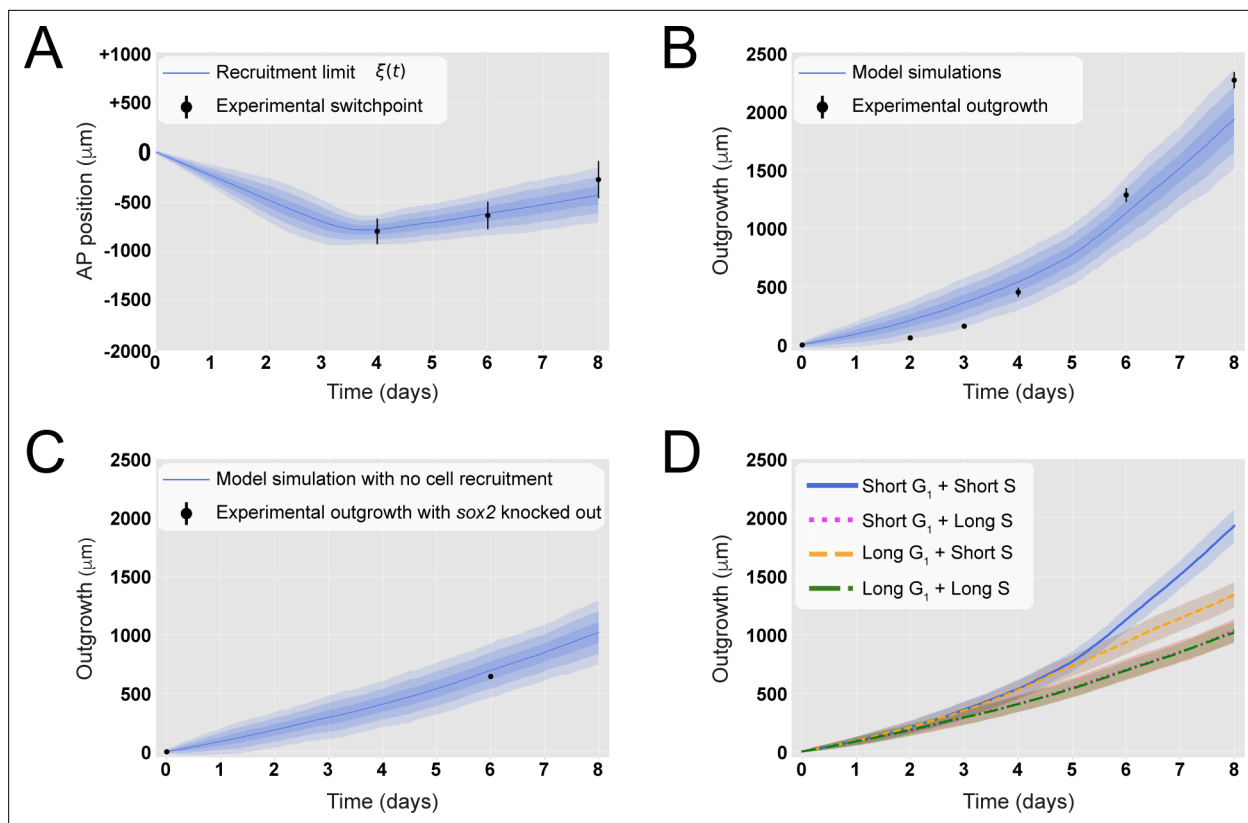 A
+1000
+500
0
-500
-1000
-1500
-2000
AP position (μm)
Recruitment limit ξ(t)
Experimental switchpoint
0 1 2 3 4 5 6 7 8
Time (days)
B
2500
2000
1500
1000
500
0
Outgrowth (μm)
Model simulations
Experimental outgrowth
0 1 2 3 4 5 6 7 8
Time (days)
C
2500
2000
1500
1000
500
0
Outgrowth (μm)
Model simulation with no cell recruitment
Experimental outgrowth with sox2 knocked out
0 1 2 3 4 5 6 7 8
Time (days)
D
2500
2000
1500
1000
500
0
Outgrowth (μm)
Short G₁ + Short S
Short G₁ + Long S
Long G₁ + Short S
Long G₁ + Long S
0 1 2 3 4 5 6 7 8
Time (days)